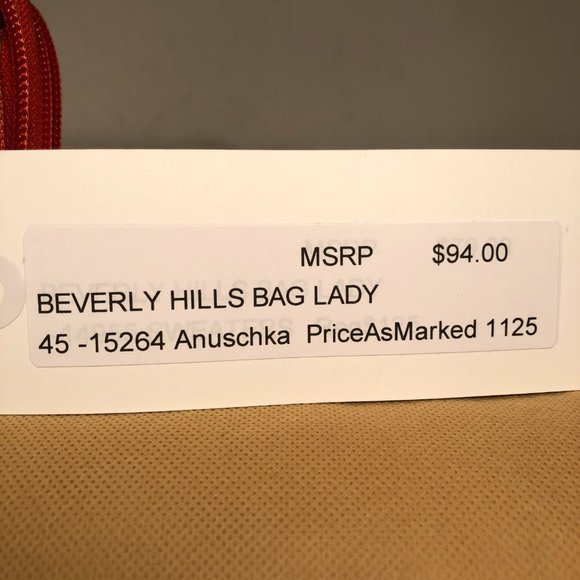 MSRP $94.00
BEVERLY HILLS BAG LADY
45 -15264 Anuschka PriceAsMarked 1125